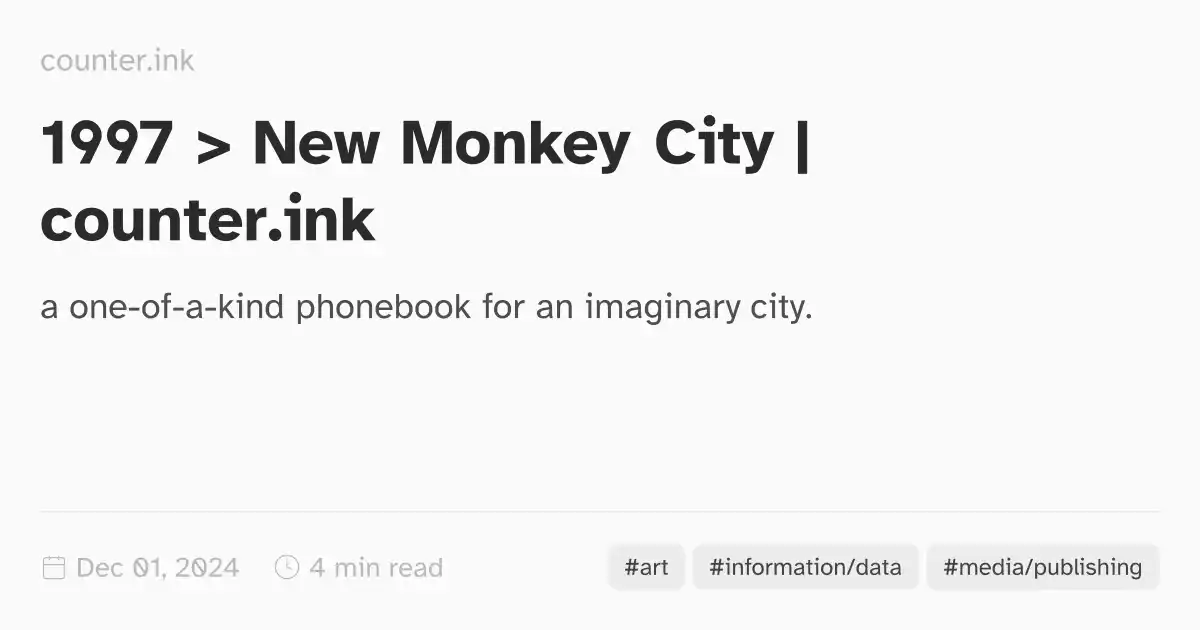 counter.ink
1997 > New Monkey City |
counter.ink
a one-of-a-kind phonebook for an imaginary city.
Dec 01, 2024 4 min read #art #information/data #media/publishing